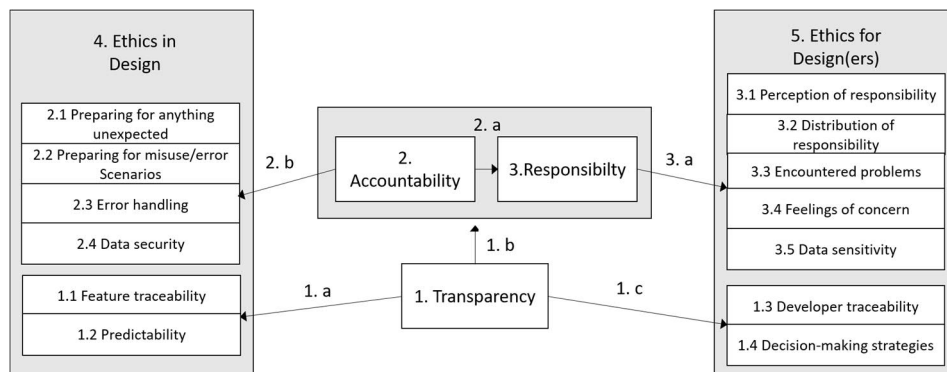 4. Ethics in
Design
2.1 Preparing for anything
unexpected
2.2 Preparing for misuse/error
Scenarios
2.3 Error handling
2.4 Data security
1.1 Feature traceability
1.2 Predictability
2. b
2. a
2.
Accountability
3.Responsibilty
1. b
1. a
1. Transparency
1. c
3. a
5. Ethics for
Design(ers)
3.1 Perception of responsibility
3.2 Distribution of
responsibility
3.3 Encountered problems
3.4 Feelings of concern
3.5 Data sensitivity
1.3 Developer traceability
1.4 Decision-making strategies